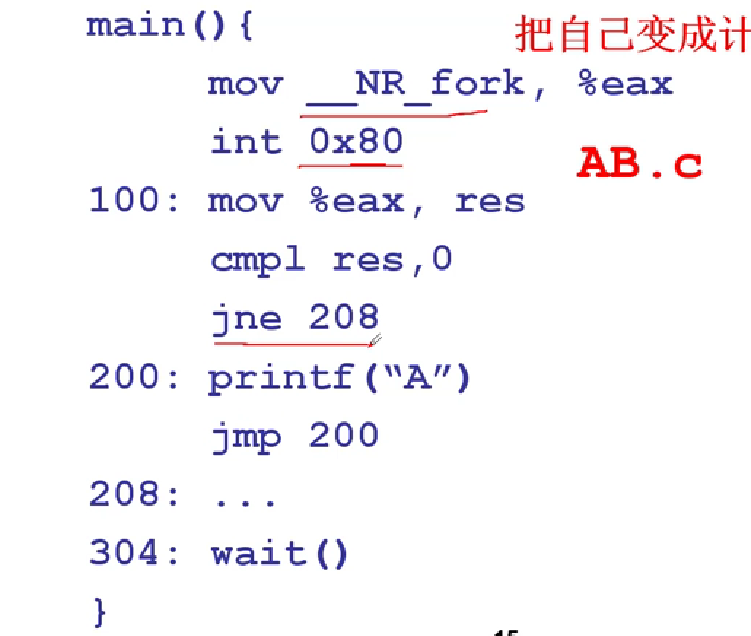 main(){
把自己变成计
mov __NR_fork, %eax
int 0x80
AB.c
100: mov %eax, res
cmpl res,0
jne 208
200: printf(“A”)
jmp 200
208: ...
304: wait()
}